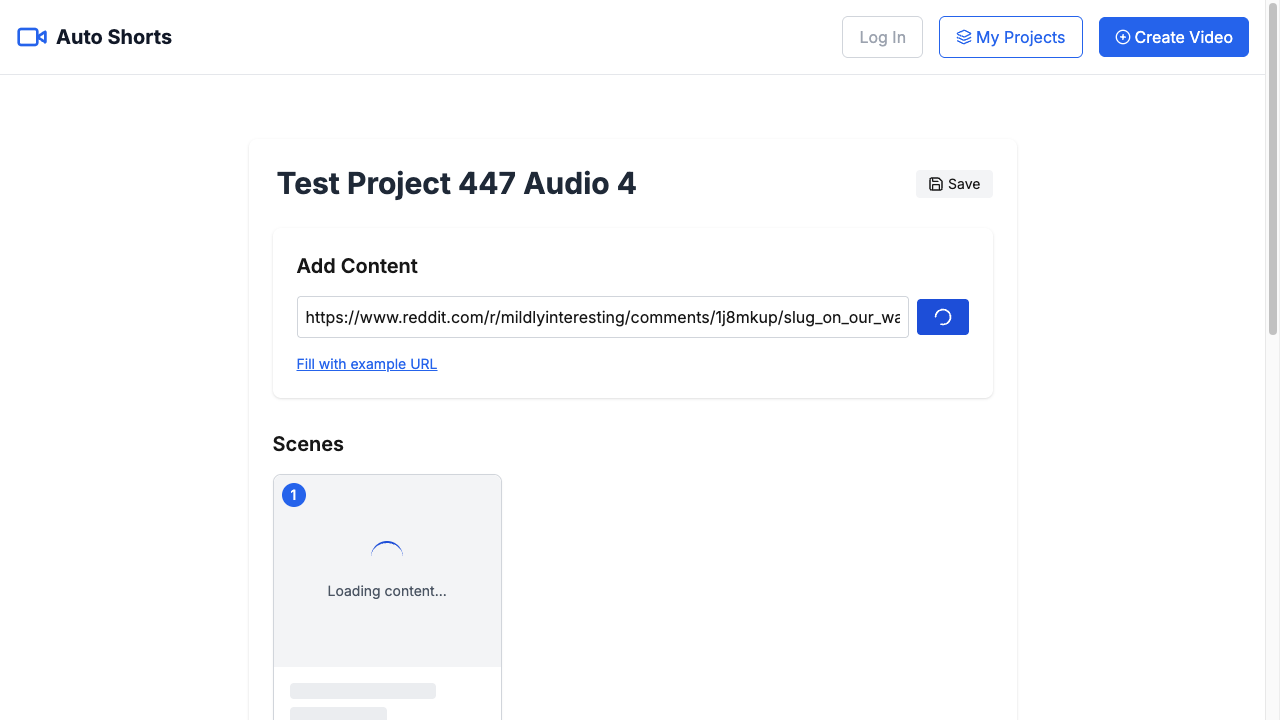 Auto Shorts
Log In
My Projects
Create Video
Test Project 447 Audio 4
Save
Add Content
https://www.reddit.com/r/mildlyinteresting/comments/1j8mkup/slug_on_our_wa
Fill with example URL
Scenes
1
Loading content...